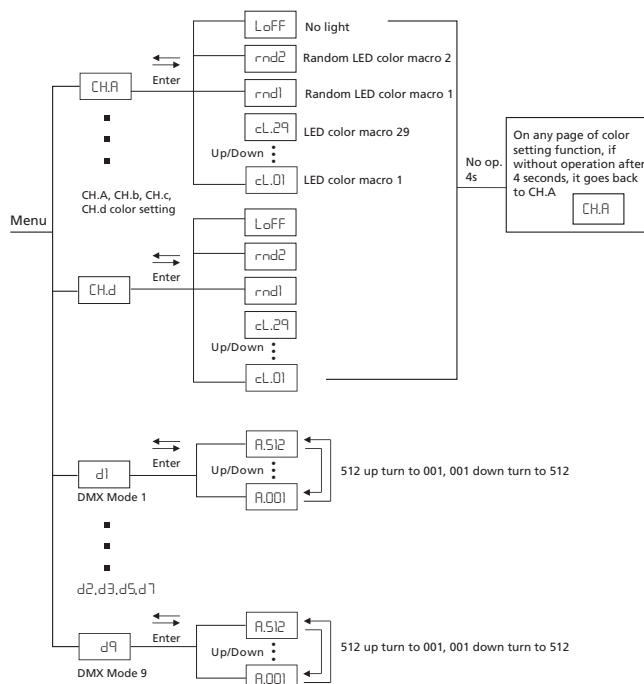 LoFF No light
rnd2 Random LED color macro 2
CH.A Enter rnd1 Random LED color macro 1
cL.29 LED color macro 29
Up/Down
cL.01 LED color macro 1
CH.A, CH.b, CH.c,
CH.d color setting
No op.
4s
On any page of color
setting function, if
without operation after
4 seconds, it goes back
to CH.A
CH.A
Menu
LoFF
rnd2
CH.d Enter rnd1
cL.29
Up/Down
cL.01
A.512
d1 Enter Up/Down 512 up turn to 001, 001 down turn to 512
A.001
DMX Mode 1
d2,d3,d5,d7
A.512
d9 Enter Up/Down 512 up turn to 001, 001 down turn to 512
A.001
DMX Mode 9